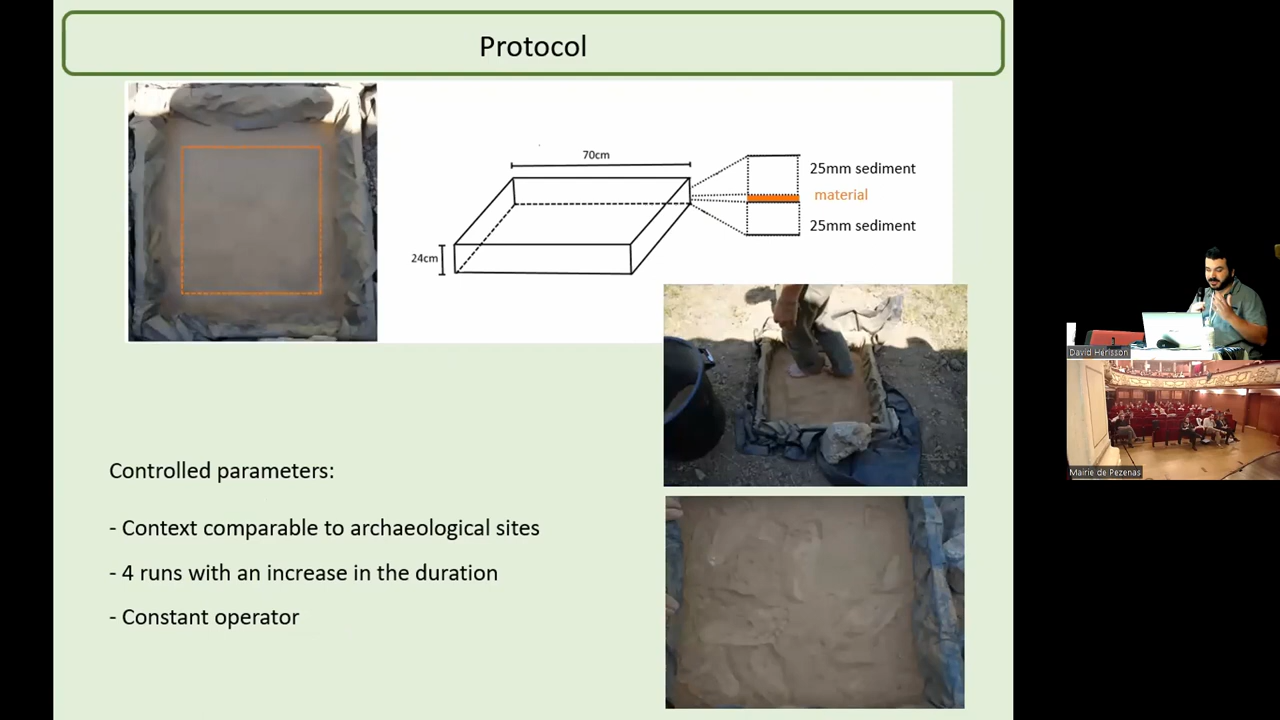 Protocol
70cm
24cm
25mm sediment
material
25mm sediment
Controlled parameters:
- Context comparable to archaeological sites
- 4 runs with an increase in the duration
- Constant operator
David Hérisson
Mairie de Pezenas